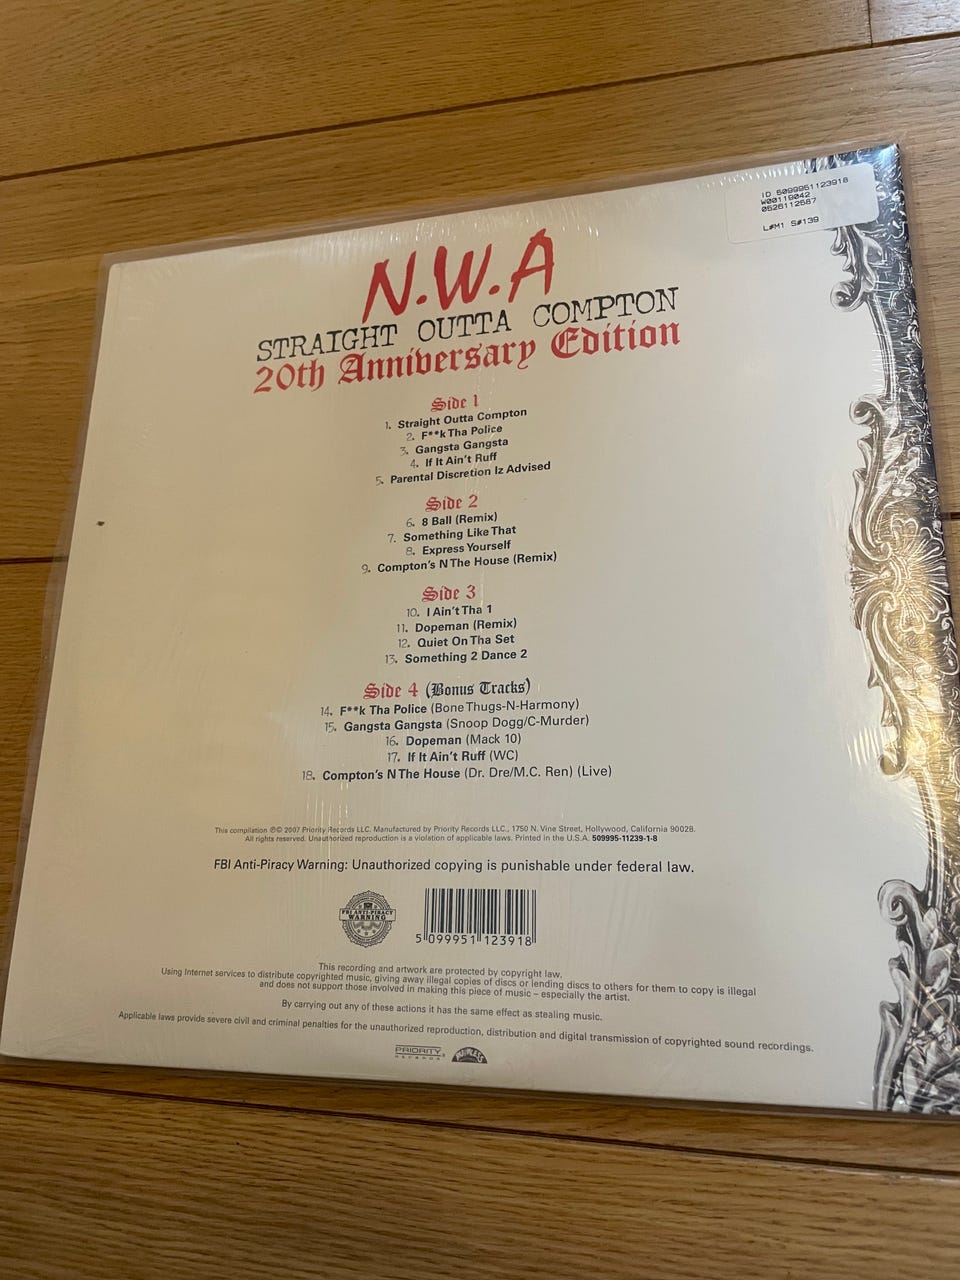 ID 5099951123918
W00119042
0526112587
L#M1 S#139
N.W.A
STRAIGHT OUTTA COMPTON
20th Anniversary Edition
Side 1
1. Straight Outta Compton
2. F**k Tha Police
3. Gangsta Gangsta
4. If It Ain't Ruff
5. Parental Discretion Iz Advised
Side 2
6. 8 Ball (Remix)
7. Something Like That
8. Express Yourself
9. Compton's N The House (Remix)
Side 3
10. I Ain't Tha 1
11. Dopeman (Remix)
12. Quiet On Tha Set
13. Something 2 Dance 2
Side 4 (Bonus Tracks)
14. F**k Tha Police (Bone Thugs-N-Harmony)
15. Gangsta Gangsta (Snoop Dogg/C-Murder)
16. Dopeman (Mack 10)
17. If It Ain't Ruff (WC)
18. Compton's N The House (Dr. Dre/M.C. Ren) (Live)
This compilation ℗© 2007 Priority Records LLC. Manufactured by Priority Records LLC., 1750 N. Vine Street, Hollywood, California 90028.
All rights reserved. Unauthorized reproduction is a violation of applicable laws. Printed in the U.S.A. 509995-11239-1-8
FBI Anti-Piracy Warning: Unauthorized copying is punishable under federal law.
FBI ANTI-PIRACY
WARNING
5 099951 123918
This recording and artwork are protected by copyright law.
Using Internet services to distribute copyrighted music, giving away illegal copies of discs or lending discs to others for them to copy is illegal
and does not support those involved in making this piece of music – especially the artist.
By carrying out any of these actions it has the same effect as stealing music.
Applicable laws provide severe civil and criminal penalties for the unauthorized reproduction, distribution and digital transmission of copyrighted sound recordings.
PRIORITY
RECORDS
RUTHLESS